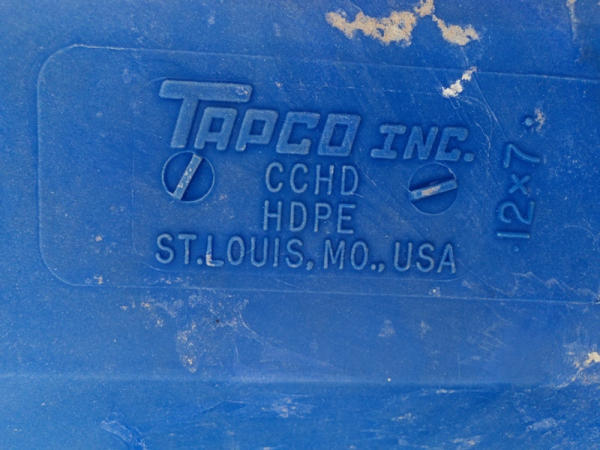 TAPCO INC.
CCHD
HDPE
ST. LOUIS, MO., USA
12x7